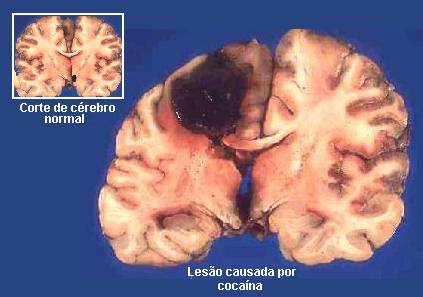 Corte de cérebro
normal
Lesão causada por
cocaína